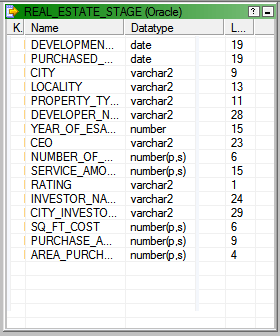 REAL_ESTATE_STAGE (Oracle) ? -
K. Name Datatype L...
DEVELOPMEN... date 19
PURCHASED_... date 19
CITY varchar2 9
LOCALITY varchar2 13
PROPERTY_TY... varchar2 11
DEVELOPER_N... varchar2 28
YEAR_OF_ESA... number 15
CEO varchar2 23
NUMBER_OF_... number(p,s) 6
SERVICE_AMO... number(p,s) 15
RATING varchar2 1
INVESTOR_NA... varchar2 24
CITY_INVESTO... varchar2 29
SQ_FT_COST number(p,s) 6
PURCHASE_A... number(p,s) 9
AREA_PURCH... number(p,s) 4